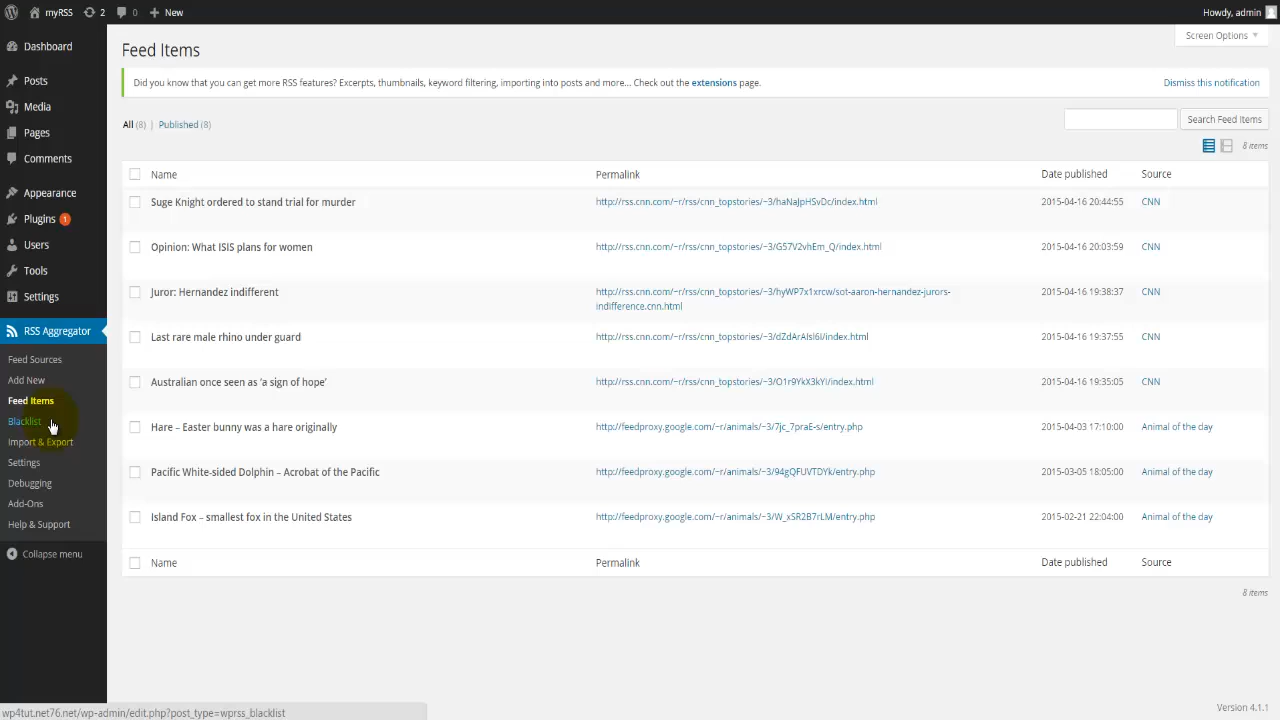 myRSS 2 0 New Howdy, admin
Screen Options
Dashboard
Posts
Media
Pages
Comments
Appearance
Plugins 1
Users
Tools
Settings
RSS Aggregator
Feed Sources
Add New
Feed Items
Blacklist
Import & Export
Settings
Debugging
Add-Ons
Help & Support
Collapse menu
Feed Items
Did you know that you can get more RSS features? Excerpts, thumbnails, keyword filtering, importing into posts and more... Check out the extensions page. Dismiss this notification
All (8) | Published (8) Search Feed Items
8 items
Name Permalink Date published Source
Suge Knight ordered to stand trial for murder http://rss.cnn.com/~r/rss/cnn_topstories/~3/haNaJpHSvDc/index.html 2015-04-16 20:44:55 CNN
Opinion: What ISIS plans for women http://rss.cnn.com/~r/rss/cnn_topstories/~3/G57V2vhEm_Q/index.html 2015-04-16 20:03:59 CNN
Juror: Hernandez indifferent http://rss.cnn.com/~r/rss/cnn_topstories/~3/hyWP7x1xrcw/sot-aaron-hernandez-jurors- 2015-04-16 19:38:37 CNN
indifference.cnn.html
Last rare male rhino under guard http://rss.cnn.com/~r/rss/cnn_topstories/~3/dZdArAlsI6I/index.html 2015-04-16 19:37:55 CNN
Australian once seen as ‘a sign of hope’ http://rss.cnn.com/~r/rss/cnn_topstories/~3/O1r9YkX3kYI/index.html 2015-04-16 19:35:05 CNN
Hare – Easter bunny was a hare originally http://feedproxy.google.com/~r/animals/~3/7jc_7praE-s/entry.php 2015-04-03 17:10:00 Animal of the day
Pacific White-sided Dolphin – Acrobat of the Pacific http://feedproxy.google.com/~r/animals/~3/94gQFUVTDYk/entry.php 2015-03-05 18:05:00 Animal of the day
Island Fox – smallest fox in the United States http://feedproxy.google.com/~r/animals/~3/W_xSR2B7rLM/entry.php 2015-02-21 22:04:00 Animal of the day
Name Permalink Date published Source
8 items
wp4tut.net76.net/wp-admin/edit.php?post_type=wprss_blacklist
Version 4.1.1